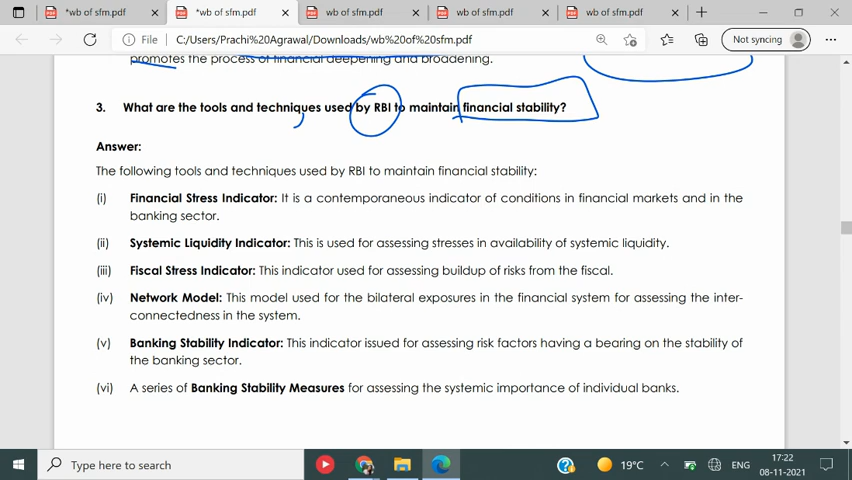 *wb of sfm.pdf
*wb of sfm.pdf
wb of sfm.pdf
wb of sfm.pdf
wb of sfm.pdf
File
C:/Users/Prachi%20Agrawal/Downloads/wb%20of%20sfm.pdf
Not syncing
promotes the process of financial deepening and broadening.
3. What are the tools and techniques used by RBI to maintain financial stability?
Answer:
The following tools and techniques used by RBI to maintain financial stability:
(i) Financial Stress Indicator: It is a contemporaneous indicator of conditions in financial markets and in the
banking sector.
(ii) Systemic Liquidity Indicator: This is used for assessing stresses in availability of systemic liquidity.
(iii) Fiscal Stress Indicator: This indicator used for assessing buildup of risks from the fiscal.
(iv) Network Model: This model used for the bilateral exposures in the financial system for assessing the inter-
connectedness in the system.
(v) Banking Stability Indicator: This indicator issued for assessing risk factors having a bearing on the stability of
the banking sector.
(vi) A series of Banking Stability Measures for assessing the systemic importance of individual banks.
Type here to search
19°C
ENG
17:22
08-11-2021